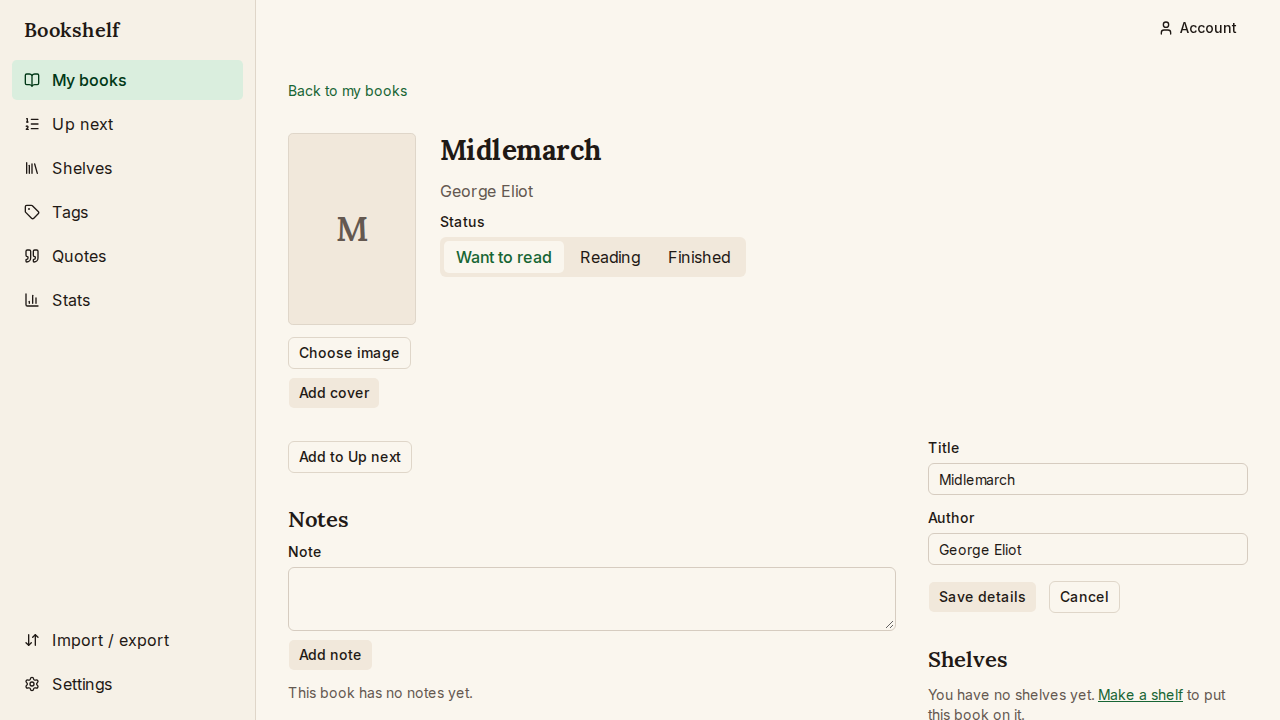 Bookshelf
My books
Up next
Shelves
Tags
Quotes
Stats
Import / export
Settings
Account
Back to my books
M
Midlemarch
George Eliot
Status
Want to read Reading Finished
Choose image
Add cover
Add to Up next
Notes
Note
Add note
This book has no notes yet.
Title
Midlemarch
Author
George Eliot
Save details Cancel
Shelves
You have no shelves yet. Make a shelf to put
this book on it.